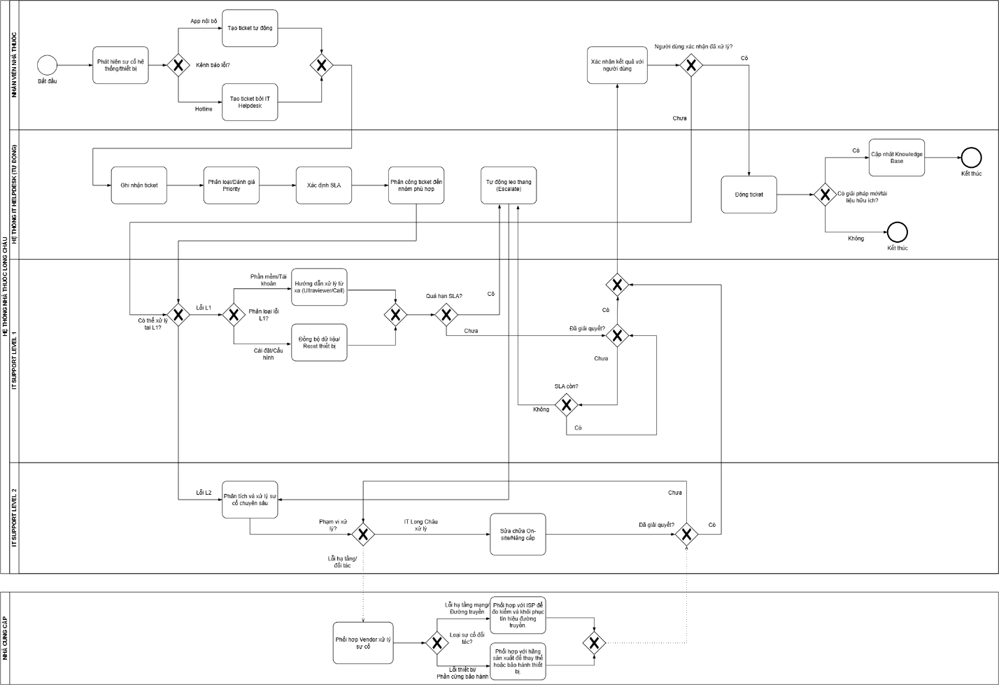 HỆ THỐNG NHÀ THUỐC LONG CHÂU
NHÂN VIÊN NHÀ THUỐC
Bắt đầu
Phát hiện sự cố hệ
thống/thiết bị
App nội bộ
Kênh báo lỗi?
Hotline
Tạo ticket tự động
Tạo ticket bởi IT
Helpdesk
Xác nhận kết quả với
người dùng
Người dùng xác nhận đã xử lý?
Có
Chưa
HỆ THỐNG IT HELPDESK (TỰ ĐỘNG)
Ghi nhận ticket
Phân loại/Đánh giá
Priority
Xác định SLA
Phân công ticket đến
nhóm phù hợp
Tự động leo thang
(Escalate)
Đóng ticket
Có giải pháp mới/tài
liệu hữu ích?
Có
Cập nhật Knowledge
Base
Kết thúc
Không
Kết thúc
IT SUPPORT LEVEL 1
Có thể xử lý
tại L1?
Lỗi L1
Phân loại lỗi
L1?
Phần mềm/Tài
khoản
Hướng dẫn xử lý từ
xa (Ultraviewer/Call)
Cài đặt/Cấu
hình
Đồng bộ dữ liệu/
Reset thiết bị
Quá hạn SLA?
Có
Chưa
Đã giải quyết?
Có
Chưa
SLA còn?
Không
Có
IT SUPPORT LEVEL 2
Lỗi L2
Phân tích và xử lý sự
cố chuyên sâu
Phạm vi xử
lý?
IT Long Châu
xử lý
Sửa chữa On-
site/Nâng cấp
Đã giải quyết?
Chưa
Có
Lỗi hạ tầng/
đối tác
NHÀ CUNG CẤP
Phối hợp Vendor xử lý
sự cố
Loại sự cố đối
tác?
Lỗi hạ tầng mạng/
Đường truyền
Phối hợp với ISP để
đo kiểm và khôi phục
tín hiệu đường
truyền.
Lỗi thiết bị/
Phần cứng bảo hành
Phối hợp với hãng
sản xuất để thay thế
hoặc bảo hành thiết
bị.